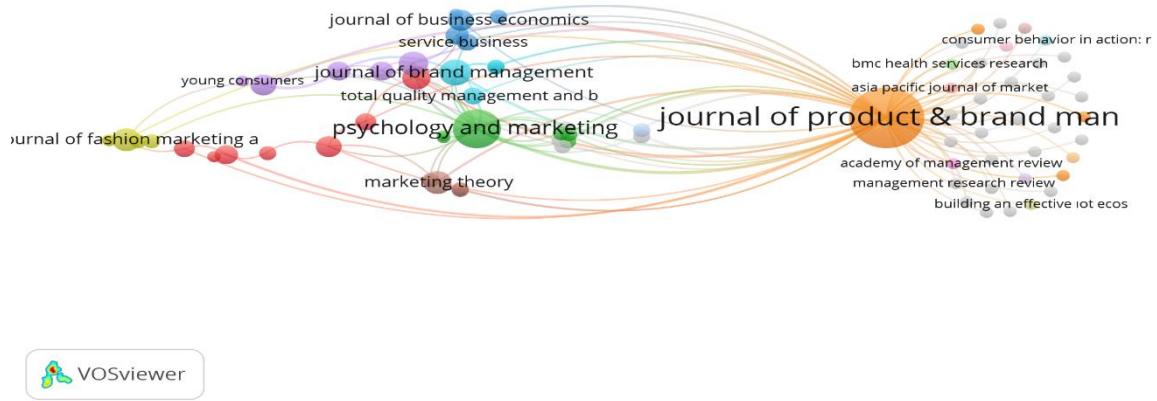 journal of business economics
service business
young consumers
journal of brand management
total quality management and b
psychology and marketing
ournal of fashion marketing a
marketing theory
consumer behavior in action: r
bmc health services research
asia pacific journal of market
journal of product & brand man
academy of management review
management research review
building an effective iot ecos
VOSviewer